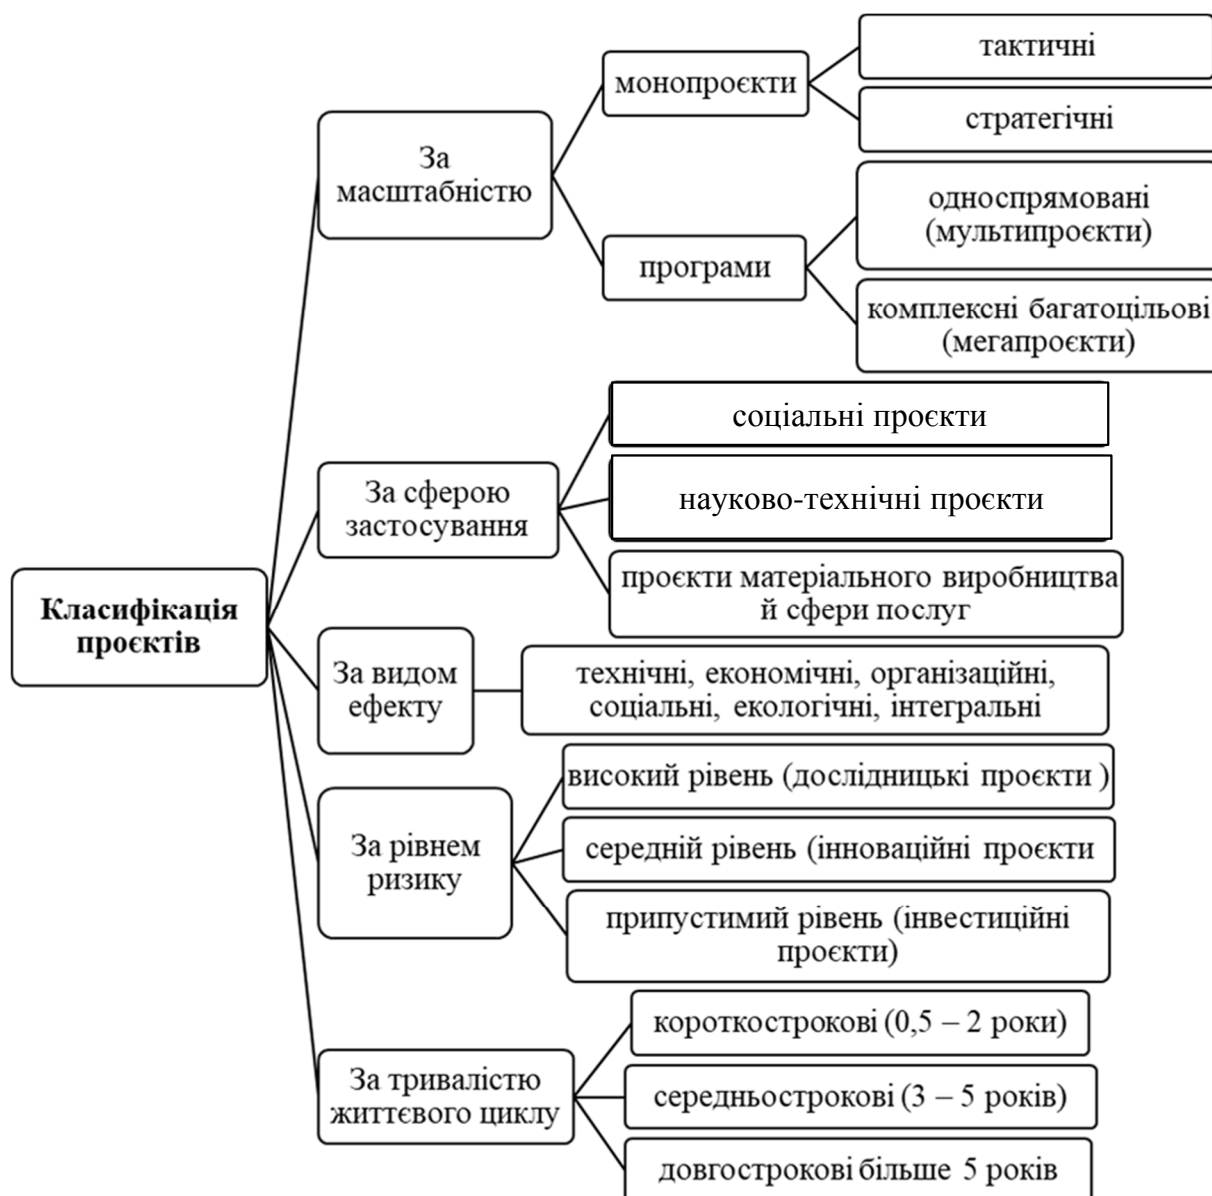 Класифікація
проєктів
За
масштабністю
монопроєкти
тактичні
стратегічні
програми
односпрямовані
(мультипроєкти)
комплексні багатоцільові
(мегапроєкти)
За сферою
застосування
соціальні проєкти
науково-технічні проєкти
проєкти матеріального виробництва
й сфери послуг
За видом
ефекту
технічні, економічні, організаційні,
соціальні, екологічні, інтегральні
За рівнем
ризику
високий рівень (дослідницькі проєкти )
середній рівень (інноваційні проєкти
припустимий рівень (інвестиційні
проєкти)
За тривалістю
життєвого циклу
короткострокові (0,5 – 2 роки)
середньострокові (3 – 5 років)
довгострокові більше 5 років